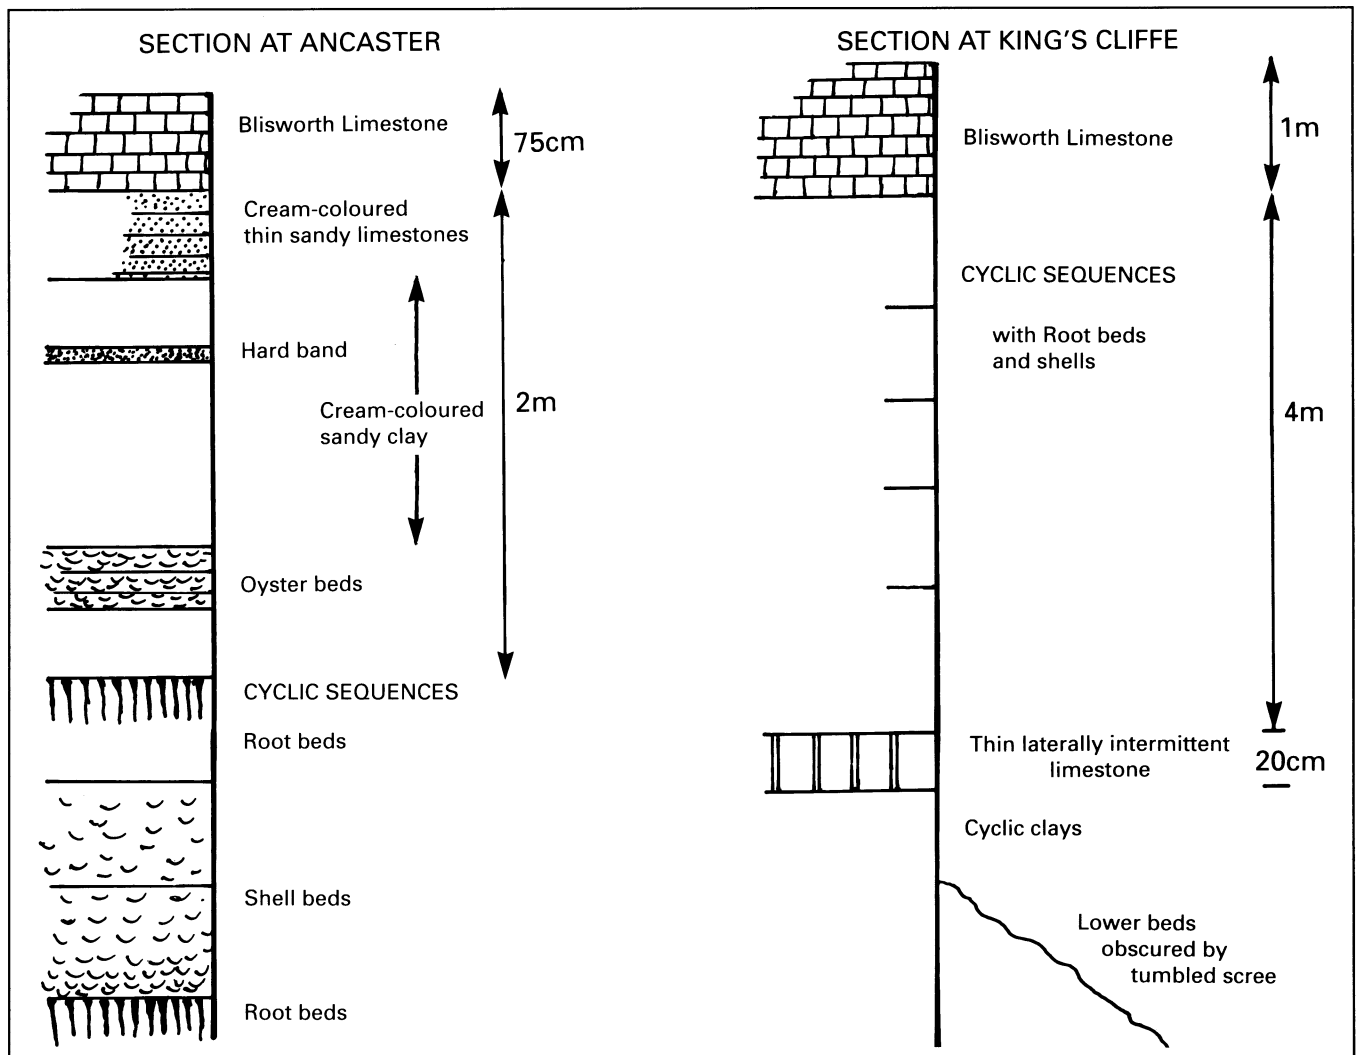 SECTION AT ANCASTER
Blisworth Limestone
75cm
Cream-coloured
thin sandy limestones
Hard band
Cream-coloured
sandy clay
2m
Oyster beds
CYCLIC SEQUENCES
Root beds
Shell beds
Root beds
SECTION AT KING'S CLIFFE
Blisworth Limestone
1m
CYCLIC SEQUENCES
with Root beds
and shells
4m
Thin laterally intermittent
limestone
20cm
Cyclic clays
Lower beds
obscured by
tumbled scree